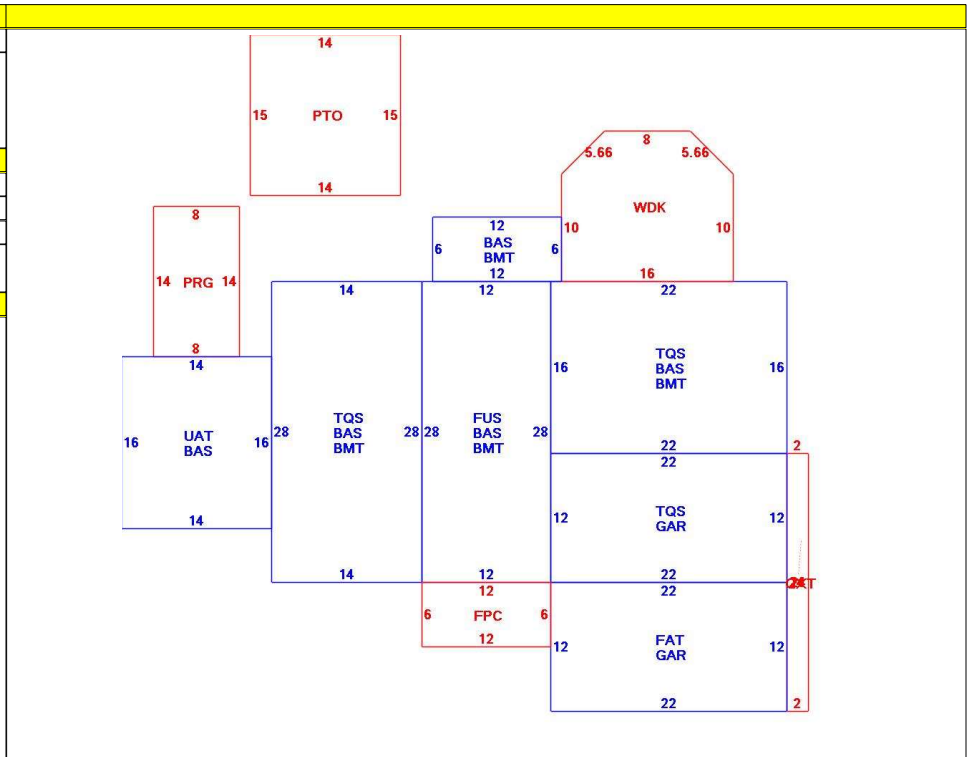 14
15 PTO 15
14
8
5.66 5.66
WDK
10 10
16
12
6 BAS 6
BMT
12
8
14 PRG 14
8
14
16 UAT 16
BAS
14
14
28 TQS 28
BAS
BMT
14
12
28 FUS 28
BAS
BMT
12
22
16 TQS 16
BAS
BMT
22
22
12 TQS 12
GAR
22
2
12
6 FPC 6
12
22
12 FAT 12
GAR
22
2